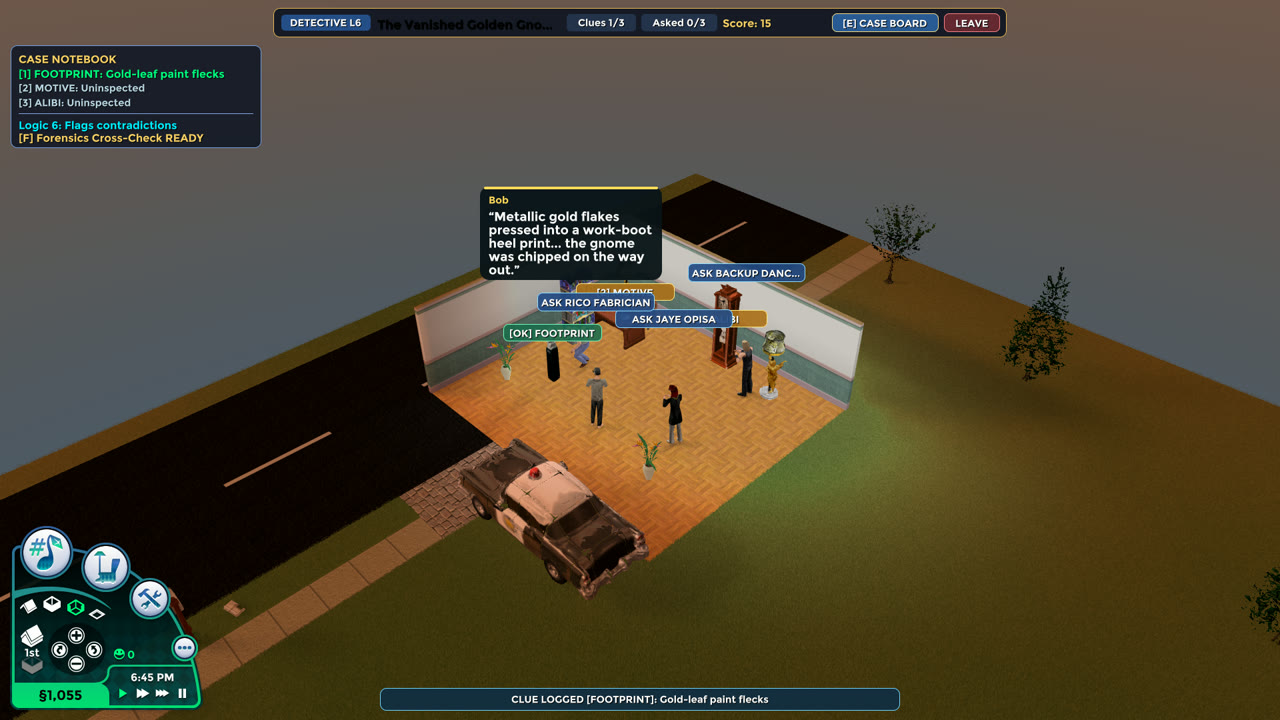 DETECTIVE L6
The Vanished Golden Gno...
Clues 1/3
Asked 0/3
Score: 15
[E] CASE BOARD
LEAVE
CASE NOTEBOOK
[1] FOOTPRINT: Gold-leaf paint flecks
[2] MOTIVE: Uninspected
[3] ALIBI: Uninspected
Logic 6: Flags contradictions
[F] Forensics Cross-Check READY
Bob
“Metallic gold flakes
pressed into a work-boot
heel print... the gnome
was chipped on the way
out.”
ASK BACKUP DANC...
[2] MOTIVE
ASK RICO FABRICIAN
ASK JAYE OPISA
BI
[OK] FOOTPRINT
1st
0
6:45 PM
§1,055
CLUE LOGGED [FOOTPRINT]: Gold-leaf paint flecks